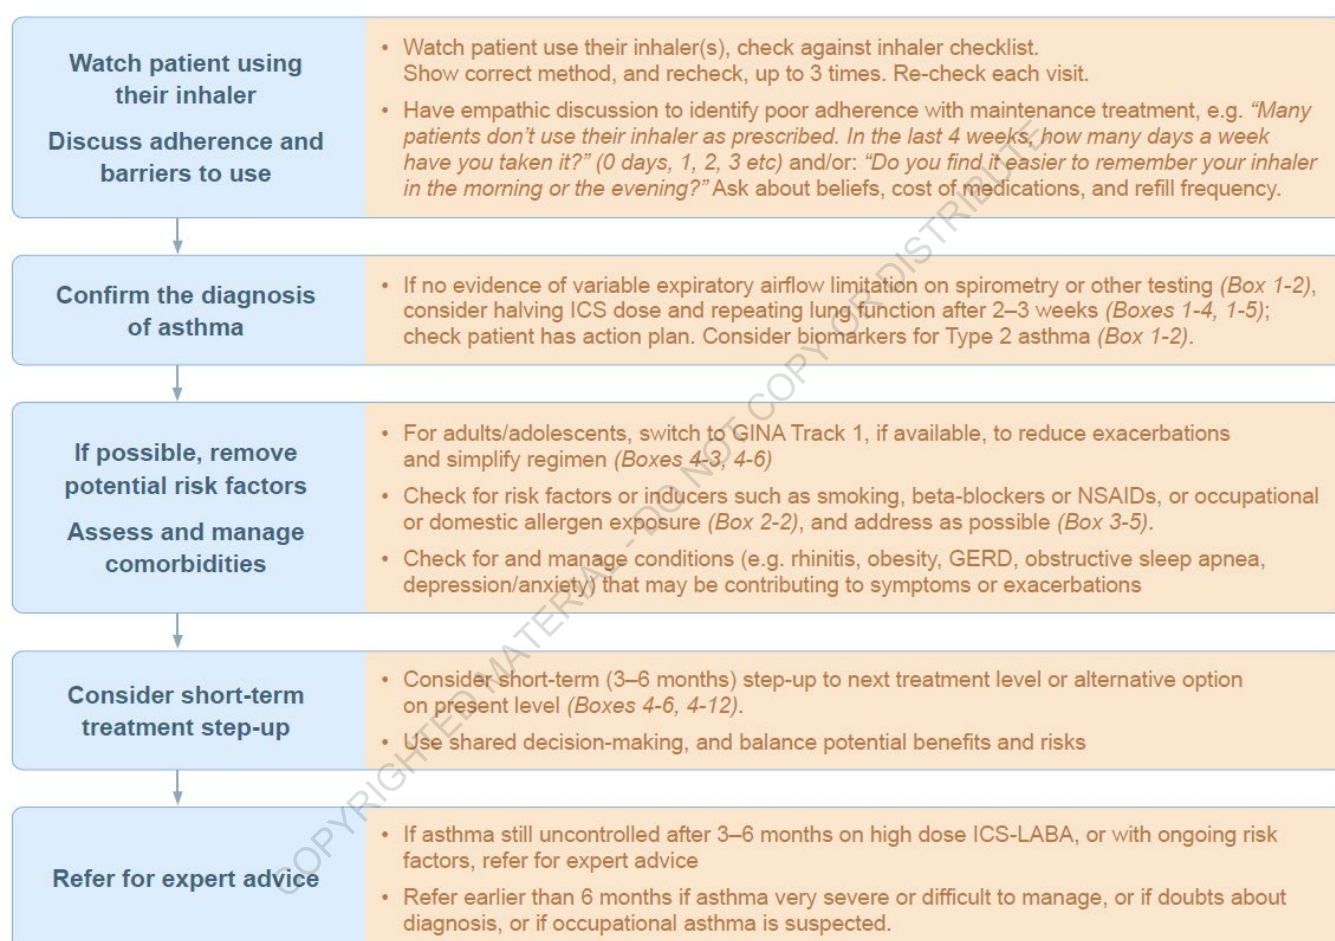 Watch patient using
their inhaler
Discuss adherence and
barriers to use
• Watch patient use their inhaler(s), check against inhaler checklist.
Show correct method, and recheck, up to 3 times. Re-check each visit.
• Have empathic discussion to identify poor adherence with maintenance treatment, e.g. “Many
patients don’t use their inhaler as prescribed. In the last 4 weeks, how many days a week
have you taken it?” (0 days, 1, 2, 3 etc) and/or: “Do you find it easier to remember your inhaler
in the morning or the evening?” Ask about beliefs, cost of medications, and refill frequency.
Confirm the diagnosis
of asthma
• If no evidence of variable expiratory airflow limitation on spirometry or other testing (Box 1-2),
consider halving ICS dose and repeating lung function after 2–3 weeks (Boxes 1-4, 1-5);
check patient has action plan. Consider biomarkers for Type 2 asthma (Box 1-2).
If possible, remove
potential risk factors
Assess and manage
comorbidities
• For adults/adolescents, switch to GINA Track 1, if available, to reduce exacerbations
and simplify regimen (Boxes 4-3, 4-6)
• Check for risk factors or inducers such as smoking, beta-blockers or NSAIDs, or occupational
or domestic allergen exposure (Box 2-2), and address as possible (Box 3-5).
• Check for and manage conditions (e.g. rhinitis, obesity, GERD, obstructive sleep apnea,
depression/anxiety) that may be contributing to symptoms or exacerbations
Consider short-term
treatment step-up
• Consider short-term (3–6 months) step-up to next treatment level or alternative option
on present level (Boxes 4-6, 4-12).
• Use shared decision-making, and balance potential benefits and risks
Refer for expert advice
• If asthma still uncontrolled after 3–6 months on high dose ICS-LABA, or with ongoing risk
factors, refer for expert advice
• Refer earlier than 6 months if asthma very severe or difficult to manage, or if doubts about
diagnosis, or if occupational asthma is suspected.
COPYRIGHTED MATERIAL - DO NOT COPY OR DISTRIBUTE